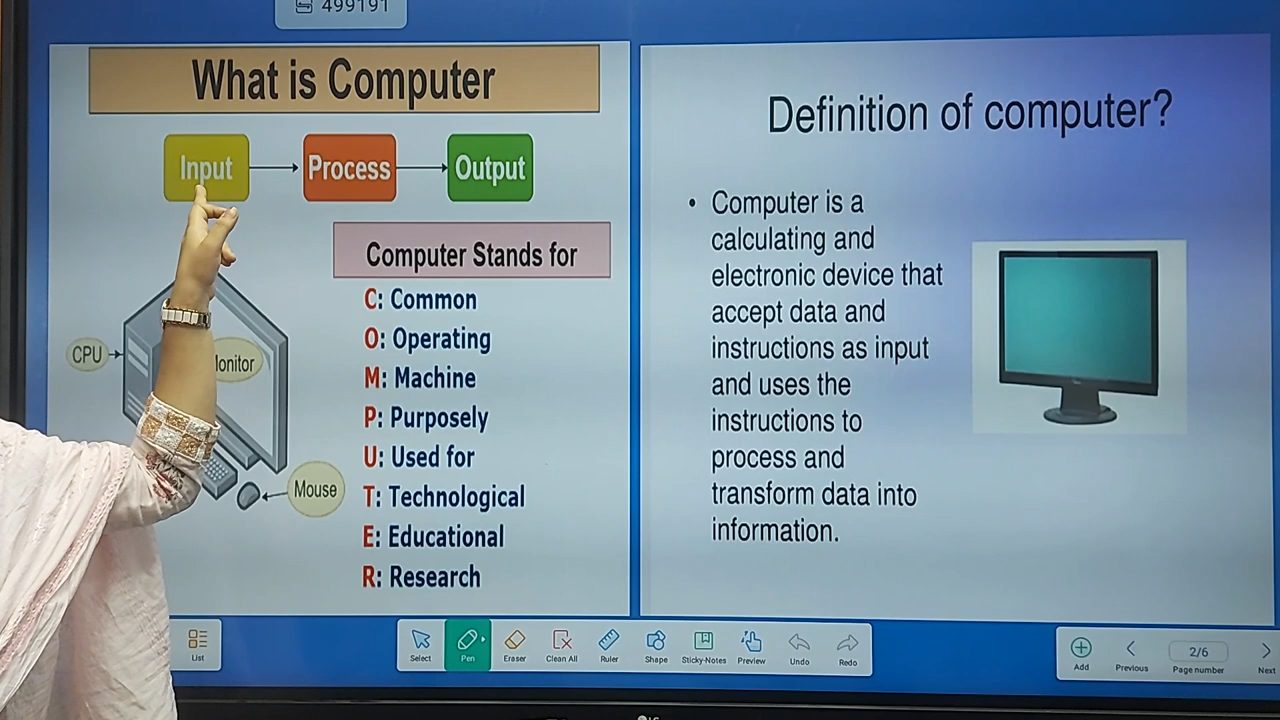 499191
What is Computer
Input
Process
Output
Computer Stands for
C: Common
O: Operating
M: Machine
P: Purposely
U: Used for
T: Technological
E: Educational
R: Research
CPU
onitor
Mouse
Definition of computer?
• Computer is a
calculating and
electronic device that
accept data and
instructions as input
and uses the
instructions to
process and
transform data into
information.
List
Select
Pen
Eraser
Clean All
Ruler
Shape
Sticky-Notes
Preview
Undo
Redo
Add
Previous
2/6
Page number
Next